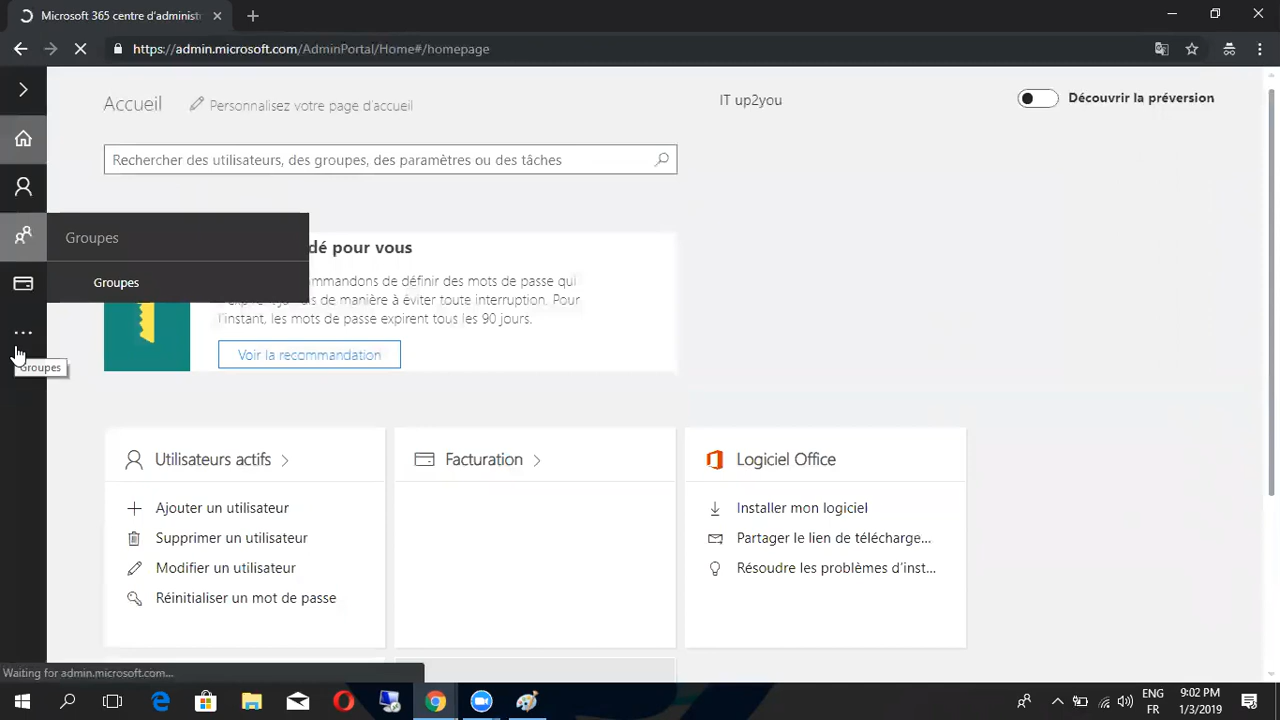 Microsoft 365 centre d'administ
https://admin.microsoft.com/AdminPortal/Home#/homepage
Accueil
Personnalisez votre page d'accueil
IT up2you
Découvrir la préversion
Rechercher des utilisateurs, des groupes, des paramètres ou des tâches
Groupes
dé pour vous
Groupes
mmandons de définir des mots de passe qui
de manière à éviter toute interruption. Pour
l'instant, les mots de passe expirent tous les 90 jours.
Voir la recommandation
Groupes
Utilisateurs actifs
Ajouter un utilisateur
Supprimer un utilisateur
Modifier un utilisateur
Réinitialiser un mot de passe
Facturation
Logiciel Office
Installer mon logiciel
Partager le lien de télécharge...
Résoudre les problèmes d'inst...
Waiting for admin.microsoft.com...
ENG
FR
9:02 PM
1/3/2019